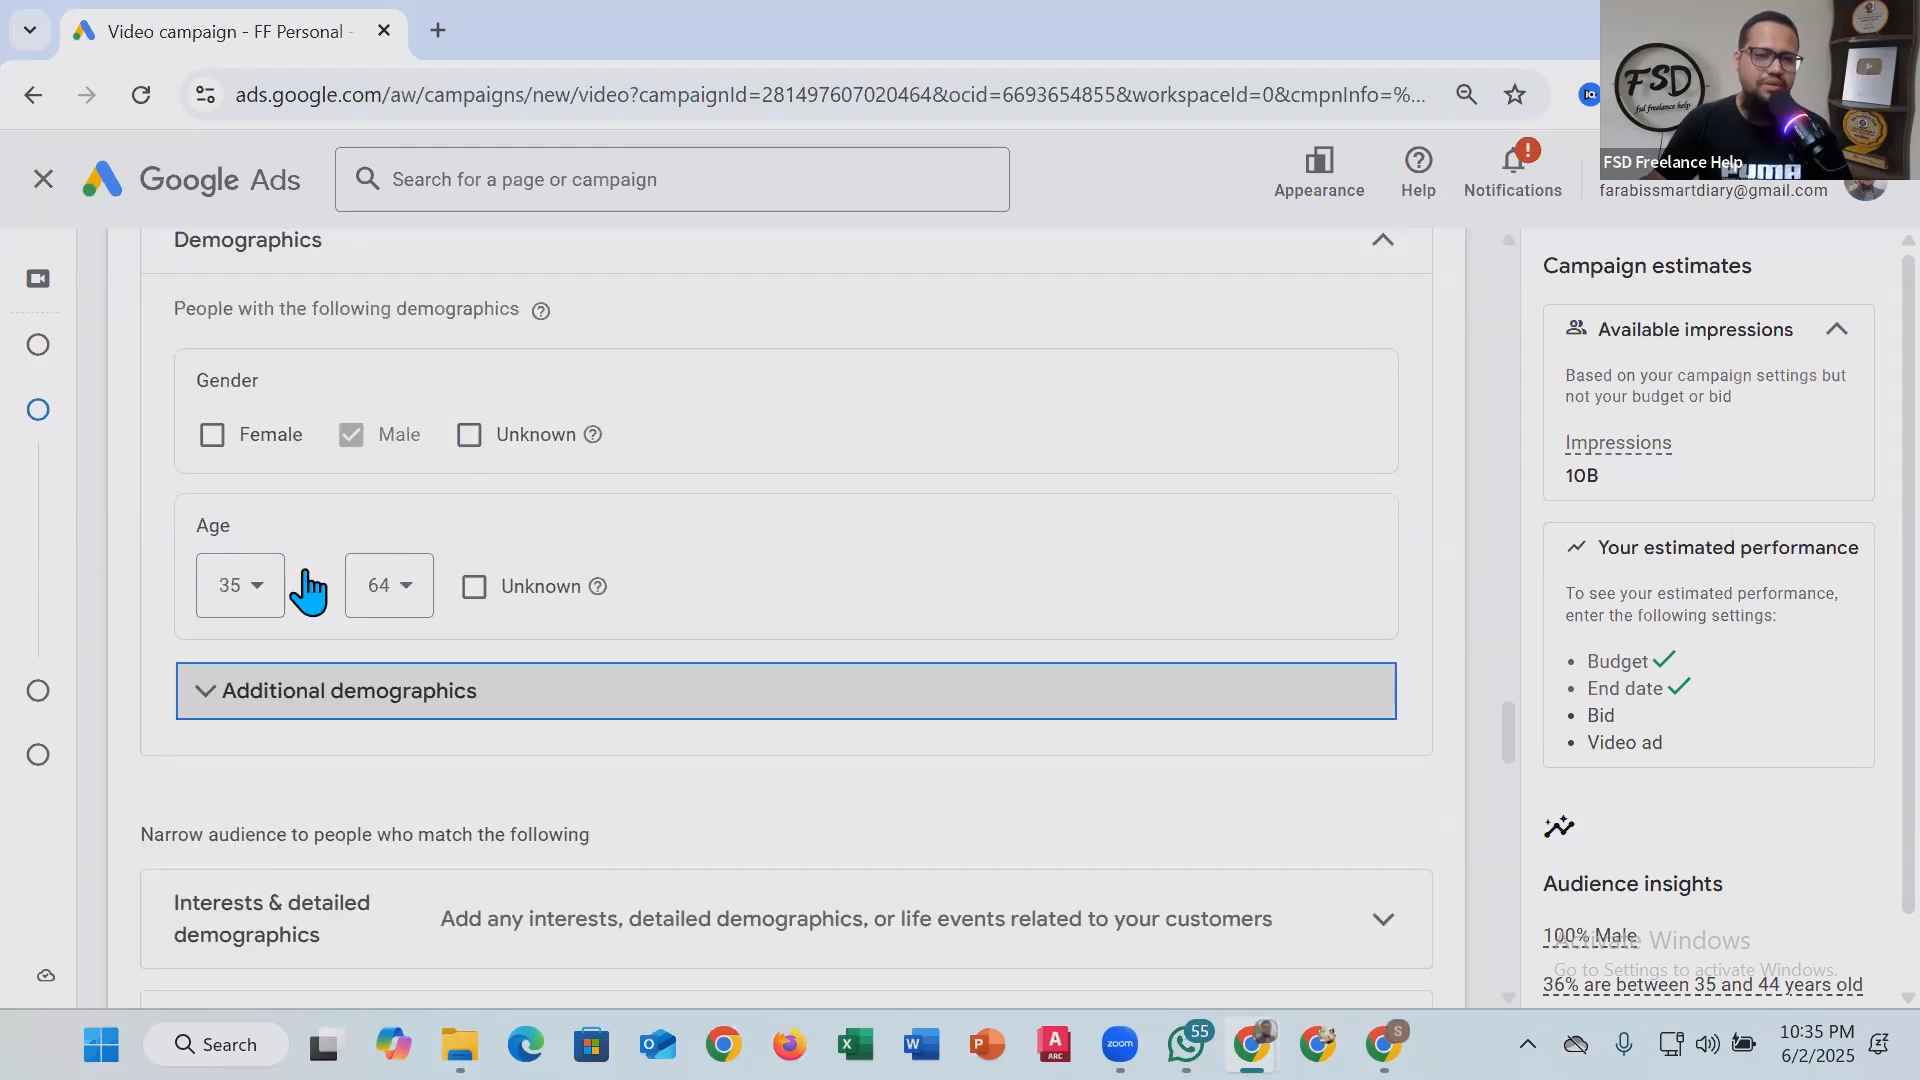 Video campaign - FF Personal -
ads.google.com/aw/campaigns/new/video?campaignId=281497607020464&ocid=6693654855&workspaceId=0&cmpnInfo=%...
Google Ads
Search for a page or campaign
Appearance
Help
Notifications
FSD
fsd freelance help
FSD Freelance Help
PUMA
farabissmartdiary@gmail.com
Demographics
People with the following demographics
Gender
Female
Male
Unknown
Age
35
64
Unknown
Additional demographics
Narrow audience to people who match the following
Interests & detailed
demographics
Add any interests, detailed demographics, or life events related to your customers
Campaign estimates
Available impressions
Based on your campaign settings but
not your budget or bid
Impressions
10B
Your estimated performance
To see your estimated performance,
enter the following settings:
• Budget
• End date
• Bid
• Video ad
Audience insights
100% Male
Activate Windows
Go to Settings to activate Windows.
36% are between 35 and 44 years old
Search
ARC
zoom
55
S
10:35 PM
6/2/2025